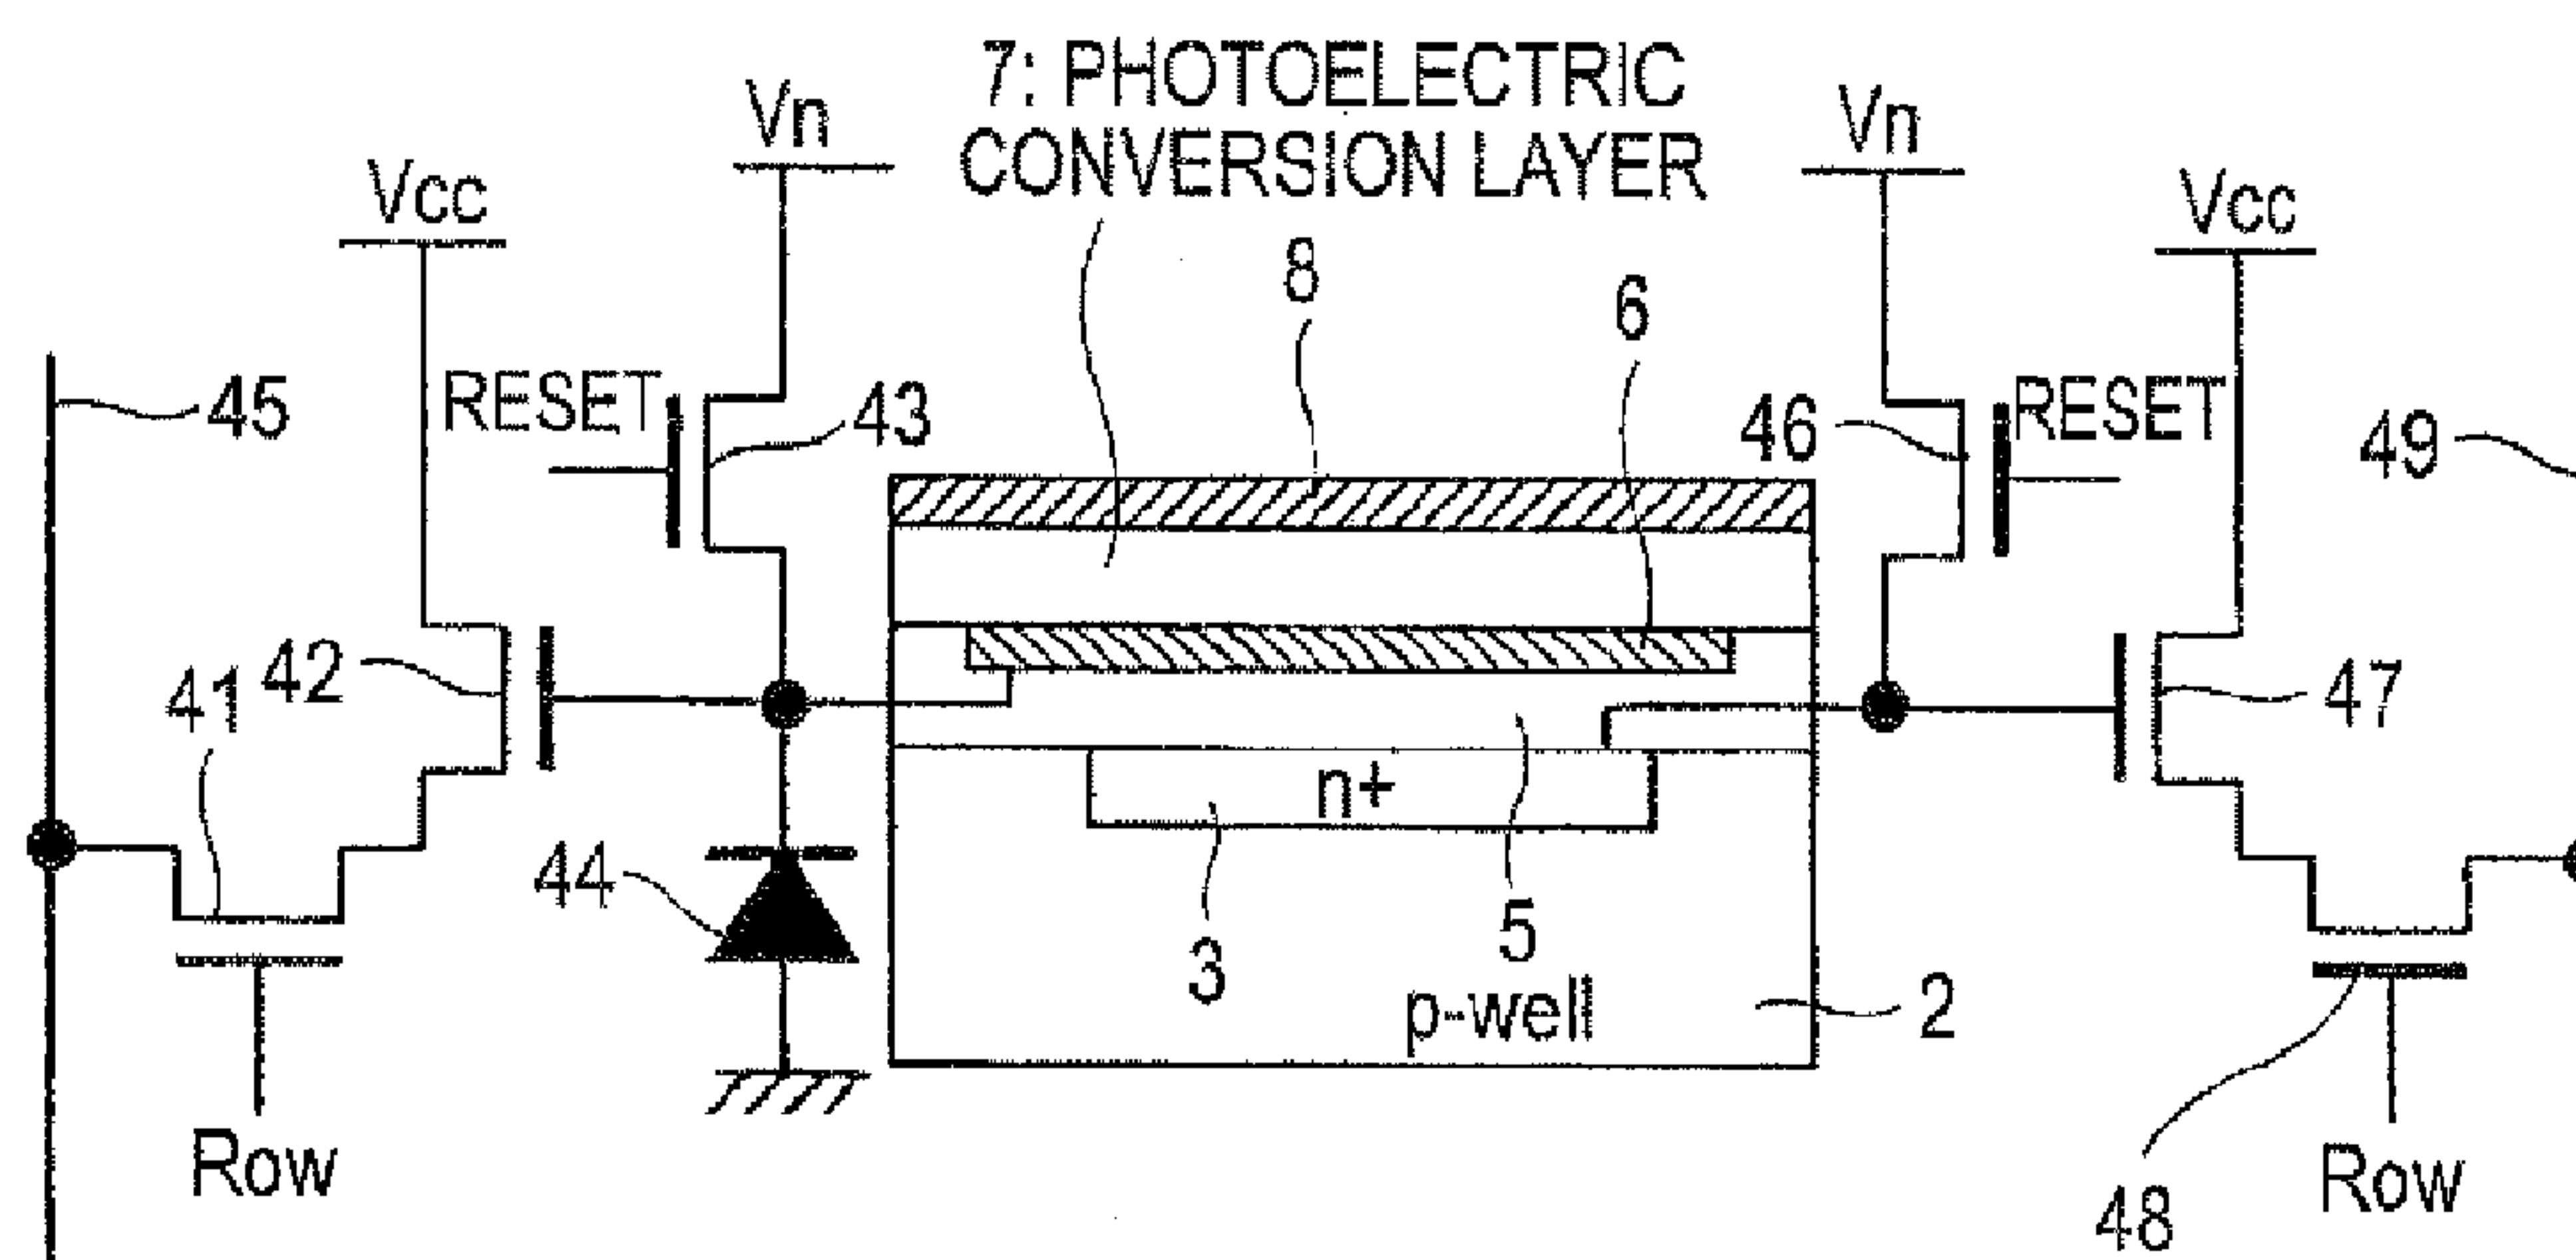 7: PHOTOELECTRIC
CONVERSION LAYER
Vn
Vn
Vcc
Vcc
8
6
45
RESET
43
46
RESET
49
41
42
47
n+
44
3
5
p-well
2
Row
Row
48